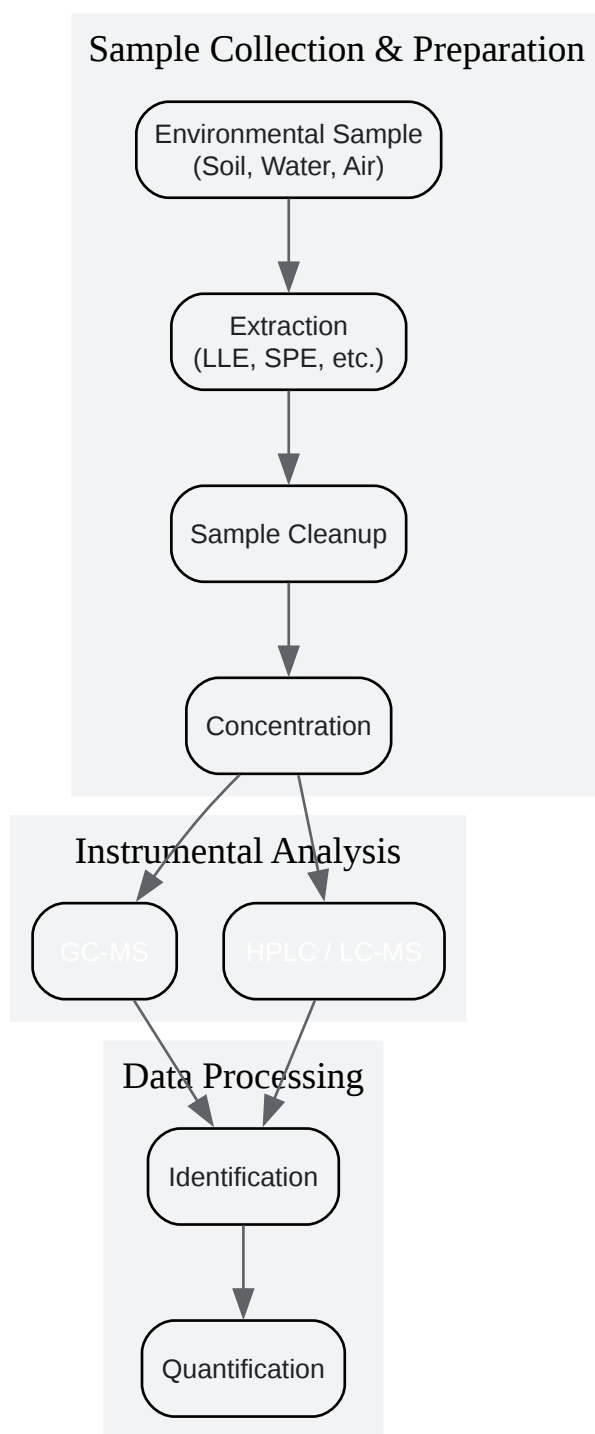 Sample Collection & Preparation
Environmental Sample
(Soil, Water, Air)
Extraction
(LLE, SPE, etc.)
Sample Cleanup
Concentration
Instrumental Analysis
GC-MS
HPLC / LC-MS
Data Processing
Identification
Quantification